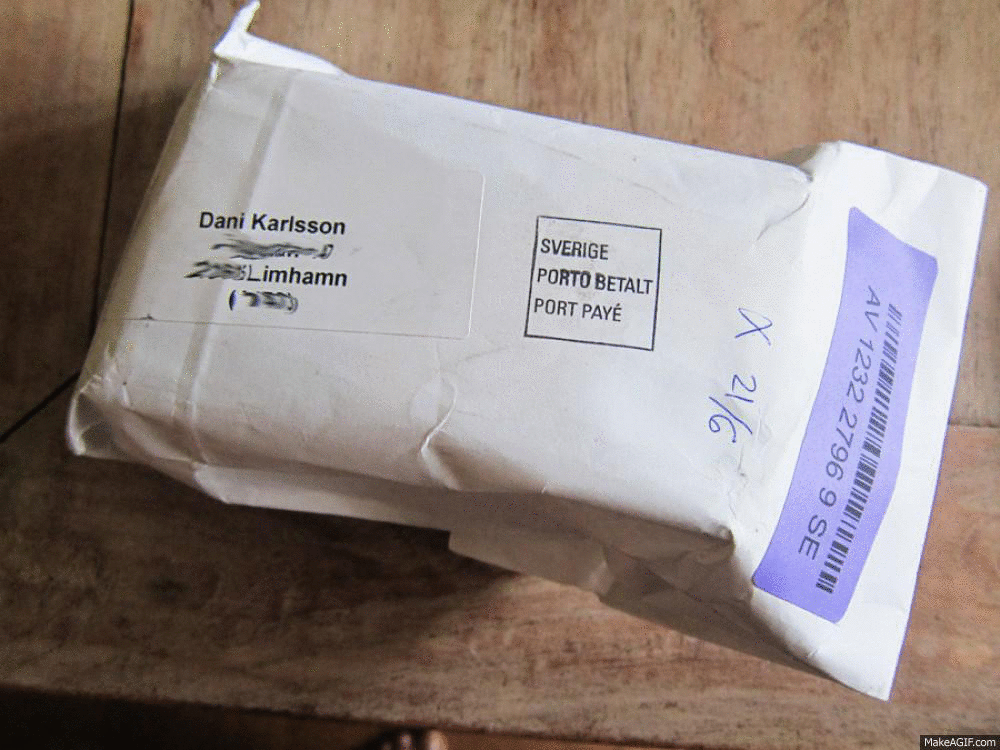 Dani Karlsson
Limhamn
SVERIGE
PORTO BETALT
PORT PAYÉ
X 21/6
AV 1232 2796 9 SE
MakeAGIF.com